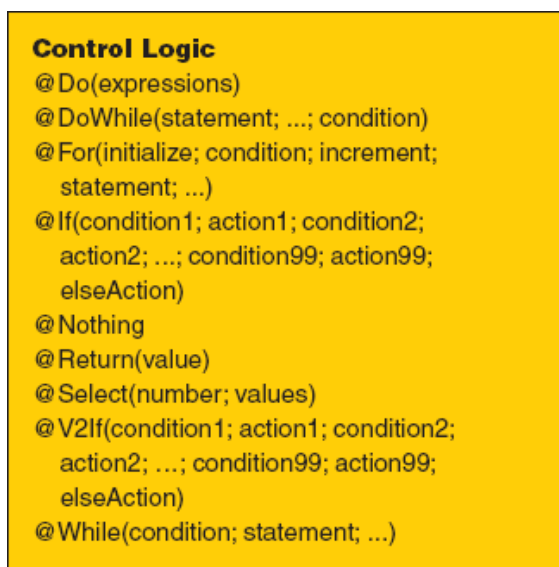 Control Logic
@Do(expressions)
@DoWhile(statement; ...; condition)
@For(initialize; condition; increment;
statement; ...)
@If(condition1; action1; condition2;
action2; ...; condition99; action99;
elseAction)
@Nothing
@Return(value)
@Select(number; values)
@V2If(condition1; action1; condition2;
action2; ...; condition99; action99;
elseAction)
@While(condition; statement; ...)